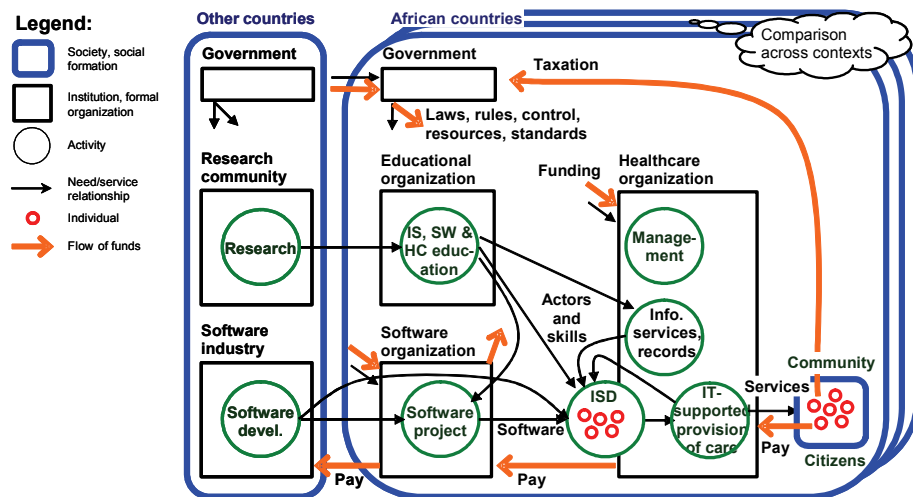 Legend:
Society, social
formation
Institution, formal
organization
Activity
Need/service
relationship
Individual
Flow of funds
Other countries
African countries
Comparison
across contexts
Government
Government
Taxation
Laws, rules, control,
resources, standards
Research
community
Educational
organization
Funding
Healthcare
organization
Research
IS, SW &
HC educ-
ation
Manage-
ment
Actors
and
skills
Info.
services,
records
Software
industry
Software
organization
Community
Services
Software
devel.
Software
project
Software
ISD
IT-
supported
provision
of care
Pay
Pay
Pay
Citizens